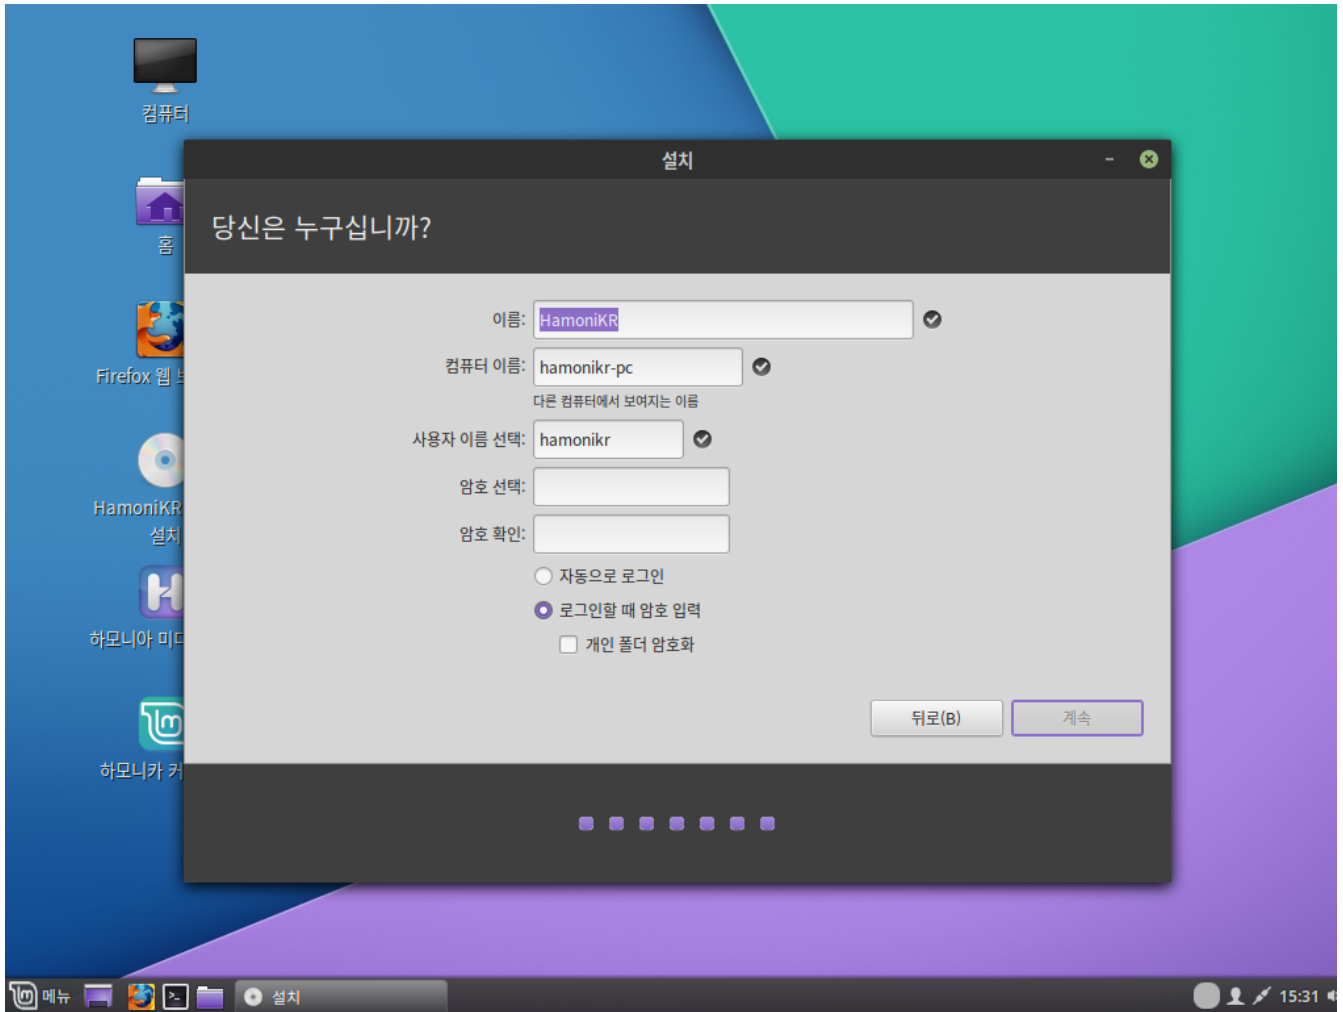 컴퓨터
홈
Firefox 웹
HamoniKR
설치
하모니아
하모니카
설치
당신은 누구십니까?
이름: HamoniKR
컴퓨터 이름: hamonikr-pc
다른 컴퓨터에서 보여지는 이름
사용자 이름 선택: hamonikr
암호 선택:
암호 확인:
자동으로 로그인
로그인할 때 암호 입력
개인 폴더 암호화
뒤로(B) 계속
메뉴 설치 15:31